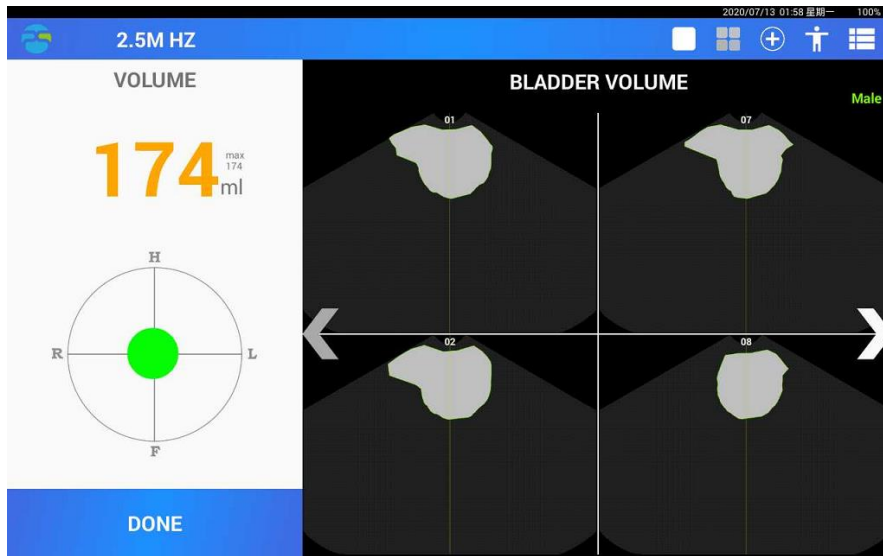 2020/07/13 01:58 星期一 100%
2.5M HZ
VOLUME
BLADDER VOLUME
Male
174
max
174
ml
01
07
H
R
L
F
02
08
DONE